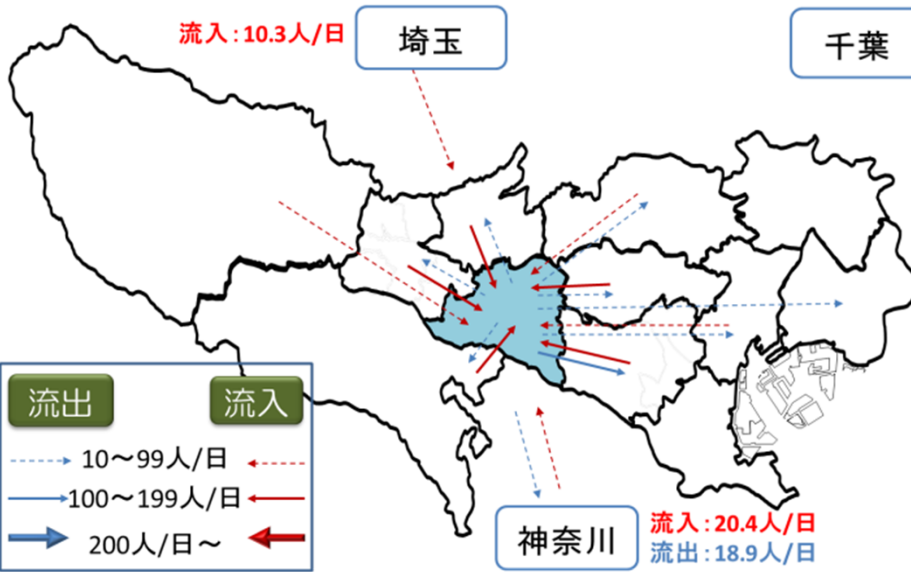 流入：10.3人/日
埼玉
千葉
流出
流入
10～99人/日
100～199人/日
200人/日～
神奈川
流入：20.4人/日
流出：18.9人/日